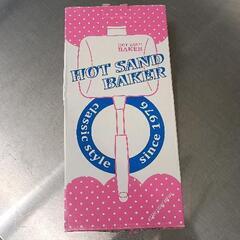 HOT SAND
BAKER
HOT SAND
BAKER
classic style
since 1976